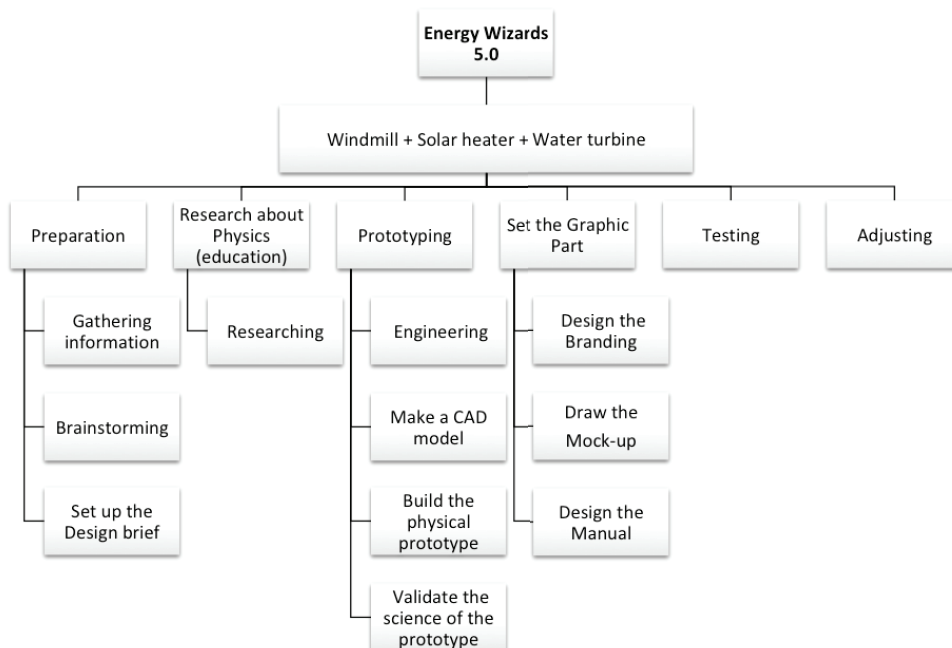 Energy Wizards
5.0
Windmill + Solar heater + Water turbine
Preparation
Research about
Physics
(education)
Prototyping
Set the Graphic
Part
Testing
Adjusting
Gathering
information
Researching
Engineering
Design the
Branding
Brainstorming
Make a CAD
model
Draw the
Mock-up
Set up the
Design brief
Build the
physical
prototype
Design the
Manual
Validate the
science of the
prototype